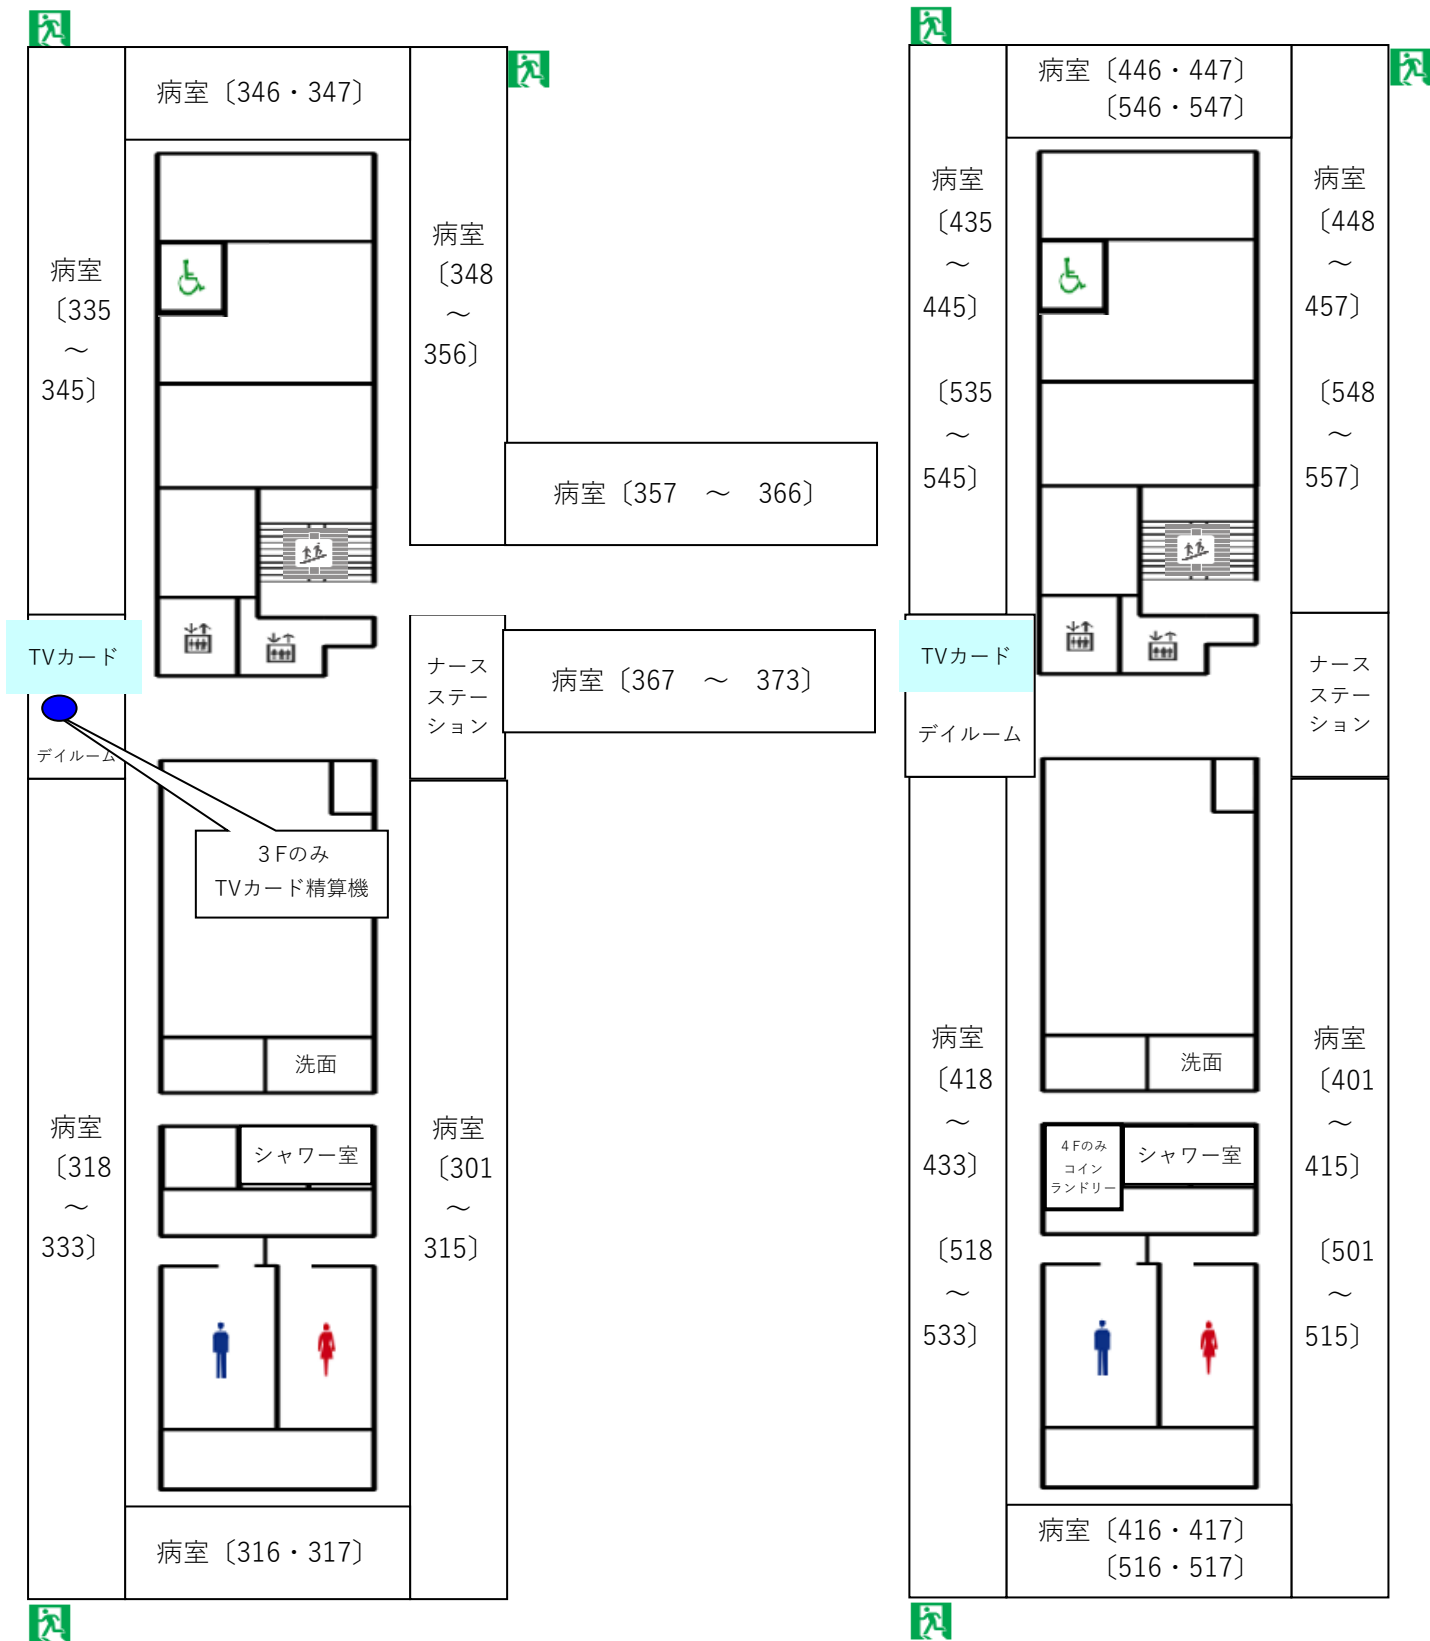 病室〔346・347〕
病室
〔335
～
345〕
病室
〔348
～
356〕
病室〔357　～　366〕
TVカード
デイルーム
ナース
ステー
ション
病室〔367　～　373〕
３Fのみ
TVカード精算機
洗面
シャワー室
病室
〔318
～
333〕
病室
〔301
～
315〕
病室〔316・317〕
病室〔446・447〕
〔546・547〕
病室
〔435
～
445〕
〔535
～
545〕
病室
〔448
～
457〕
〔548
～
557〕
TVカード
デイルーム
ナース
ステー
ション
洗面
４Fのみ
コイン
ランドリー
シャワー室
病室
〔418
～
433〕
〔518
～
533〕
病室
〔401
～
415〕
〔501
～
515〕
病室〔416・417〕
〔516・517〕